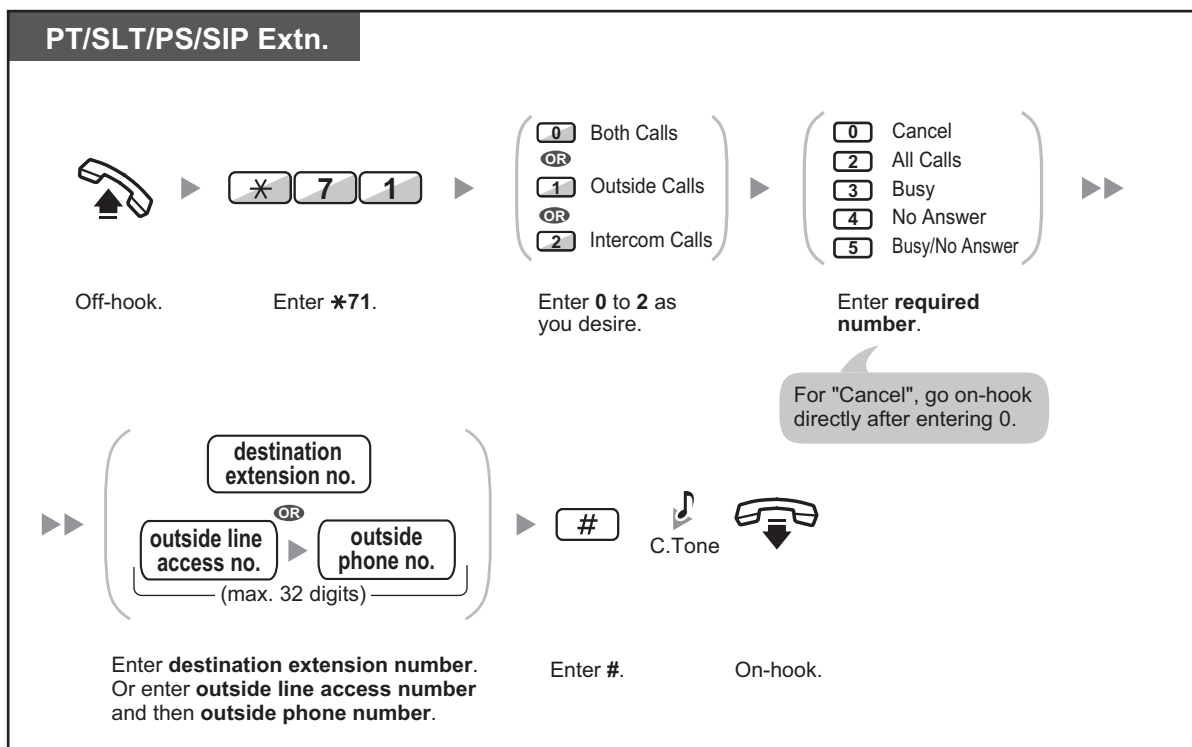 PT/SLT/PS/SIP Extn.
0 Both Calls
OR
1 Outside Calls
OR
2 Intercom Calls
0 Cancel
2 All Calls
3 Busy
4 No Answer
5 Busy/No Answer
* 7 1
Off-hook.
Enter *71.
Enter 0 to 2 as
you desire.
Enter required
number.
For "Cancel", go on-hook
directly after entering 0.
destination
extension no.
OR
outside line
access no.
outside
phone no.
(max. 32 digits)
#
C.Tone
Enter destination extension number.
Or enter outside line access number
and then outside phone number.
Enter #.
On-hook.